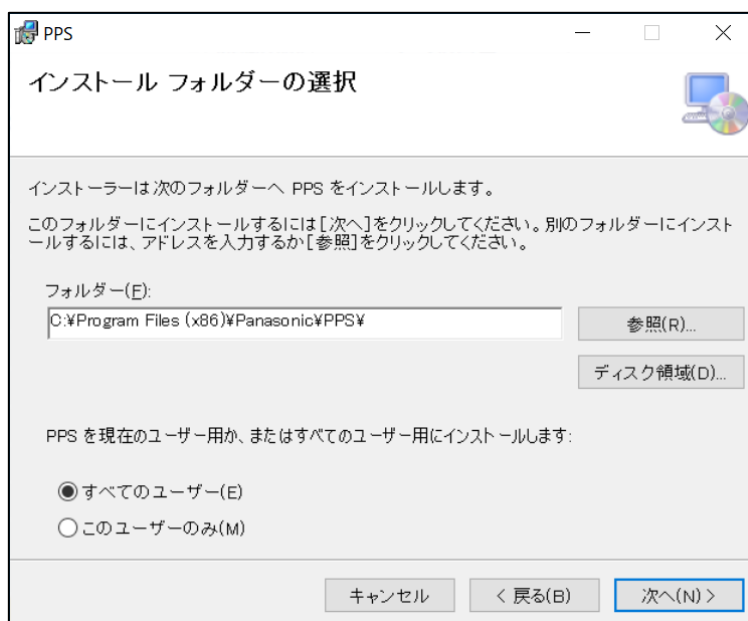 PPS
インストール フォルダーの選択
インストーラーは次のフォルダーへ PPS をインストールします。
このフォルダーにインストールするには[次へ]をクリックしてください。別のフォルダーにインスト
ールするには、アドレスを入力するか[参照]をクリックしてください。
フォルダー(F):
C:¥Program Files (x86)¥Panasonic¥PPS¥
参照(R)...
ディスク領域(D)...
PPS を現在のユーザー用か、またはすべてのユーザー用にインストールします:
すべてのユーザー(E)
このユーザーのみ(M)
キャンセル
< 戻る(B)
次へ(N) >